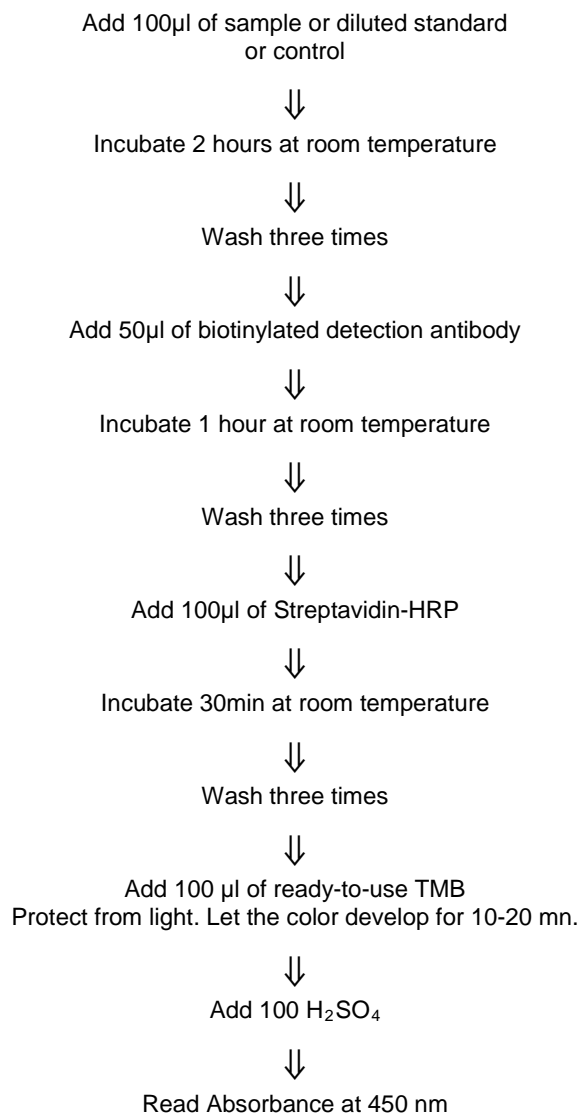 Add 100µl of sample or diluted standard
or control
⇓
Incubate 2 hours at room temperature
⇓
Wash three times
⇓
Add 50µl of biotinylated detection antibody
⇓
Incubate 1 hour at room temperature
⇓
Wash three times
⇓
Add 100µl of Streptavidin-HRP
⇓
Incubate 30min at room temperature
⇓
Wash three times
⇓
Add 100 µl of ready-to-use TMB
Protect from light. Let the color develop for 10-20 mn.
⇓
Add 100 H₂SO₄
⇓
Read Absorbance at 450 nm